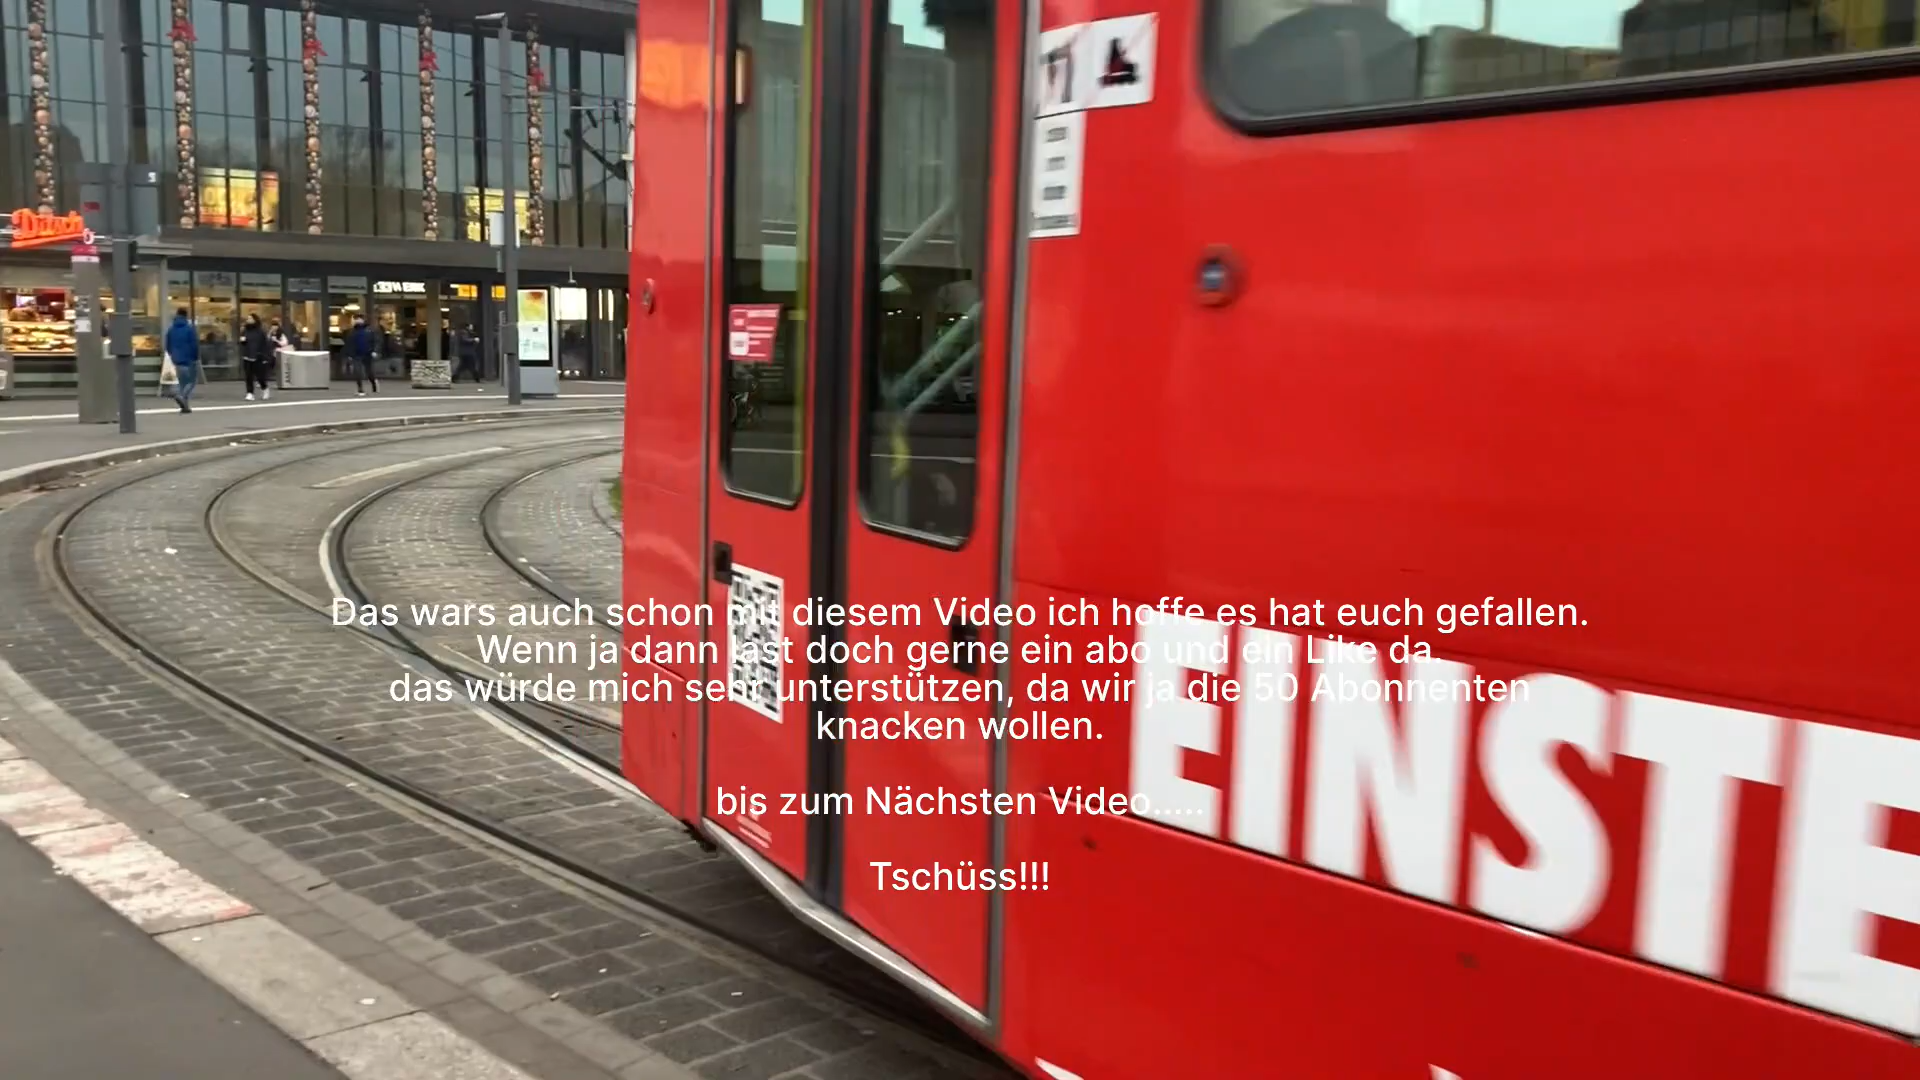 Ditsch
Das wars auch schon mit diesem Video ich hoffe es hat euch gefallen.
Wenn ja dann last doch gerne ein abo und ein Like da.
das würde mich sehr unterstützen, da wir ja die 50 Abonnenten
knacken wollen.
bis zum Nächsten Video.....
Tschüss!!!
EINSTE